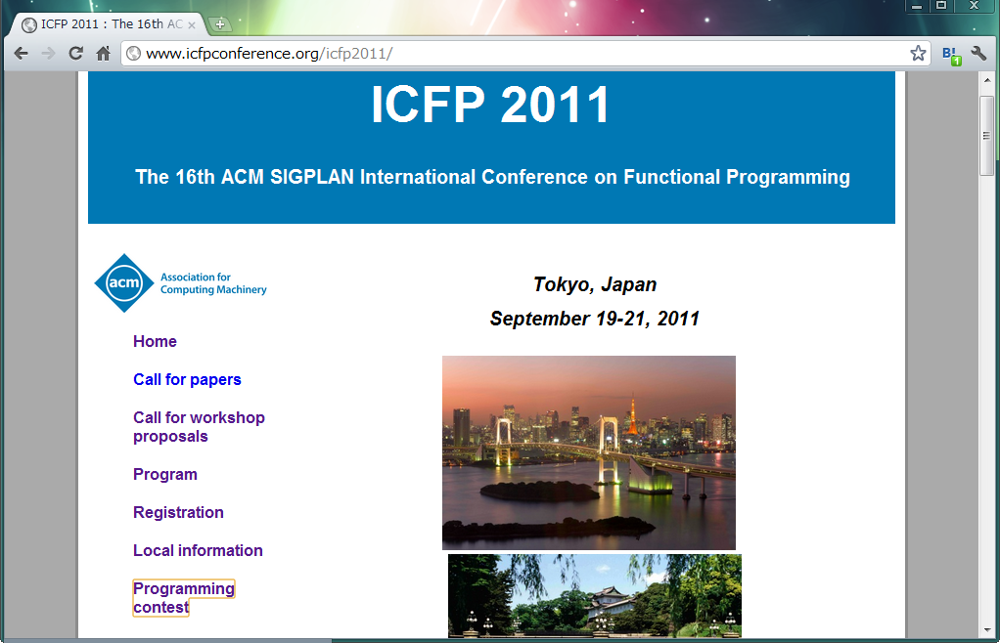 ICFP 2011 : The 16th AC
www.icfpconference.org/icfp2011/
B!
1
ICFP 2011
The 16th ACM SIGPLAN International Conference on Functional Programming
acm
Association for
Computing Machinery
Tokyo, Japan
September 19-21, 2011
Home
Call for papers
Call for workshop
proposals
Program
Registration
Local information
Programming
contest